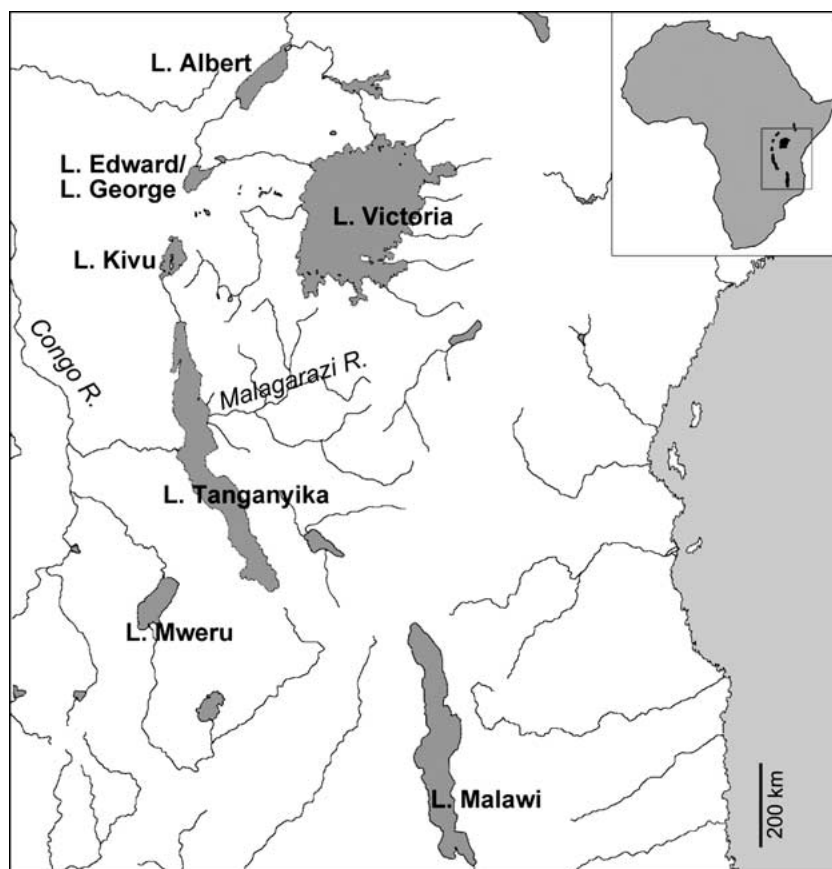 L. Albert
L. Edward/
L. George
L. Victoria
L. Kivu
Congo R.
Malagarazi R.
L. Tanganyika
L. Mweru
L. Malawi
200 km